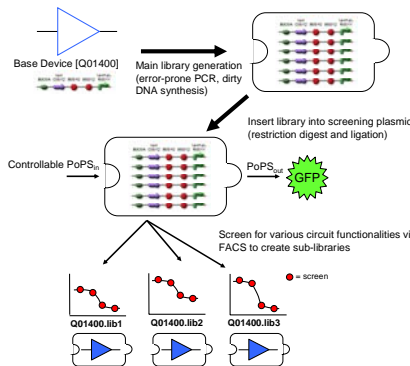 Base Device [Q01400]
Main library generation
(error-prone PCR, dirty
DNA synthesis)
Insert library into screening plasmid
(restriction digest and ligation)
Controllable PoPSin
PoPSout
GFP
Screen for various circuit functionalities vi
FACS to create sub-libraries
= screen
Q01400.lib1
Q01400.lib2
Q01400.lib3